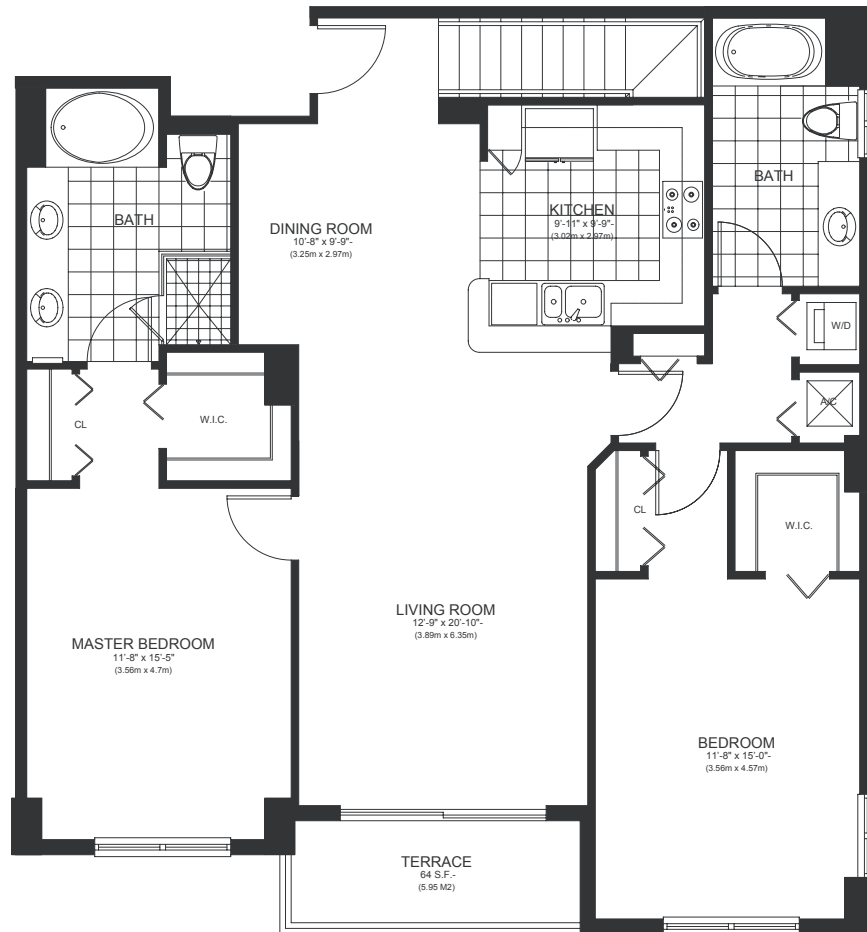 BATH
DINING ROOM
10'-8" x 9'-9"-
(3.25m x 2.97m)
KITCHEN
9'-11" x 9'-9"-
(3.02m x 2.97m)
BATH
W/D
A/C
CL
W.I.C.
CL
W.I.C.
MASTER BEDROOM
11'-8" x 15'-5"
(3.56m x 4.7m)
LIVING ROOM
12'-9" x 20'-10"-
(3.89m x 6.35m)
BEDROOM
11'-8" x 15'-0"-
(3.56m x 4.57m)
TERRACE
64 S.F.-
(5.95 M2)